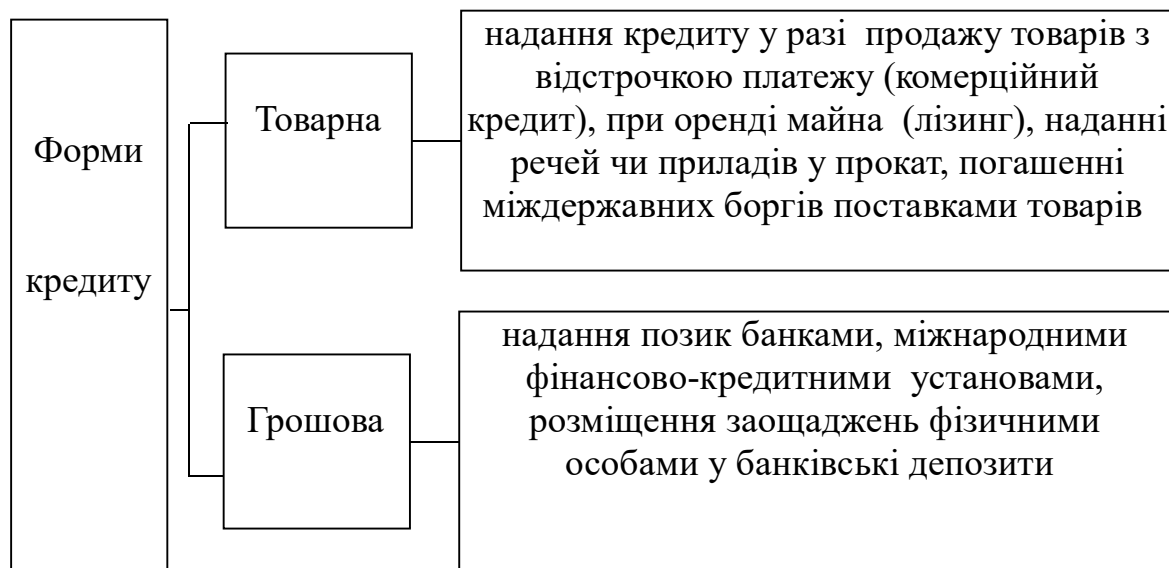 Форми
кредиту
Товарна
надання кредиту у разі продажу товарів з
відстрочкою платежу (комерційний
кредит), при оренді майна (лізинг), наданні
речей чи приладів у прокат, погашенні
міждержавних боргів поставками товарів
Грошова
надання позик банками, міжнародними
фінансово-кредитними установами,
розміщення заощаджень фізичними
особами у банківські депозити